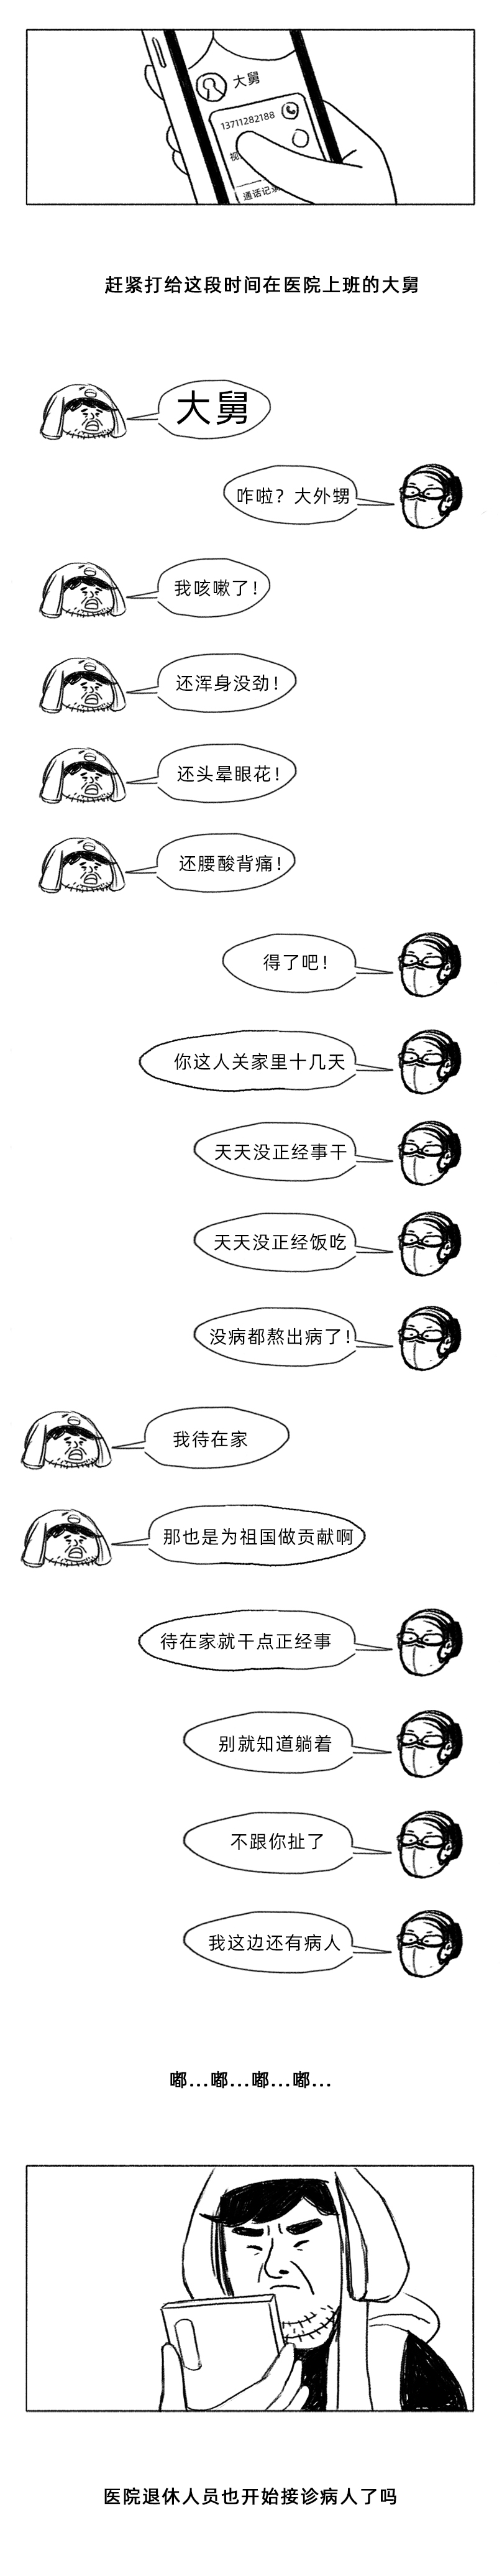 大舅
13711282188
视
通话记录
赶紧打给这段时间在医院上班的大舅
大舅
咋啦？大外甥
我咳嗽了！
还浑身没劲！
还头晕眼花！
还腰酸背痛！
得了吧！
你这人关家里十几天
天天没正经事干
天天没正经饭吃
没病都熬出病了！
我待在家
那也是为祖国做贡献啊
待在家就干点正经事
别就知道躺着
不跟你扯了
我这边还有病人
嘟...嘟...嘟...嘟...
医院退休人员也开始接诊病人了吗